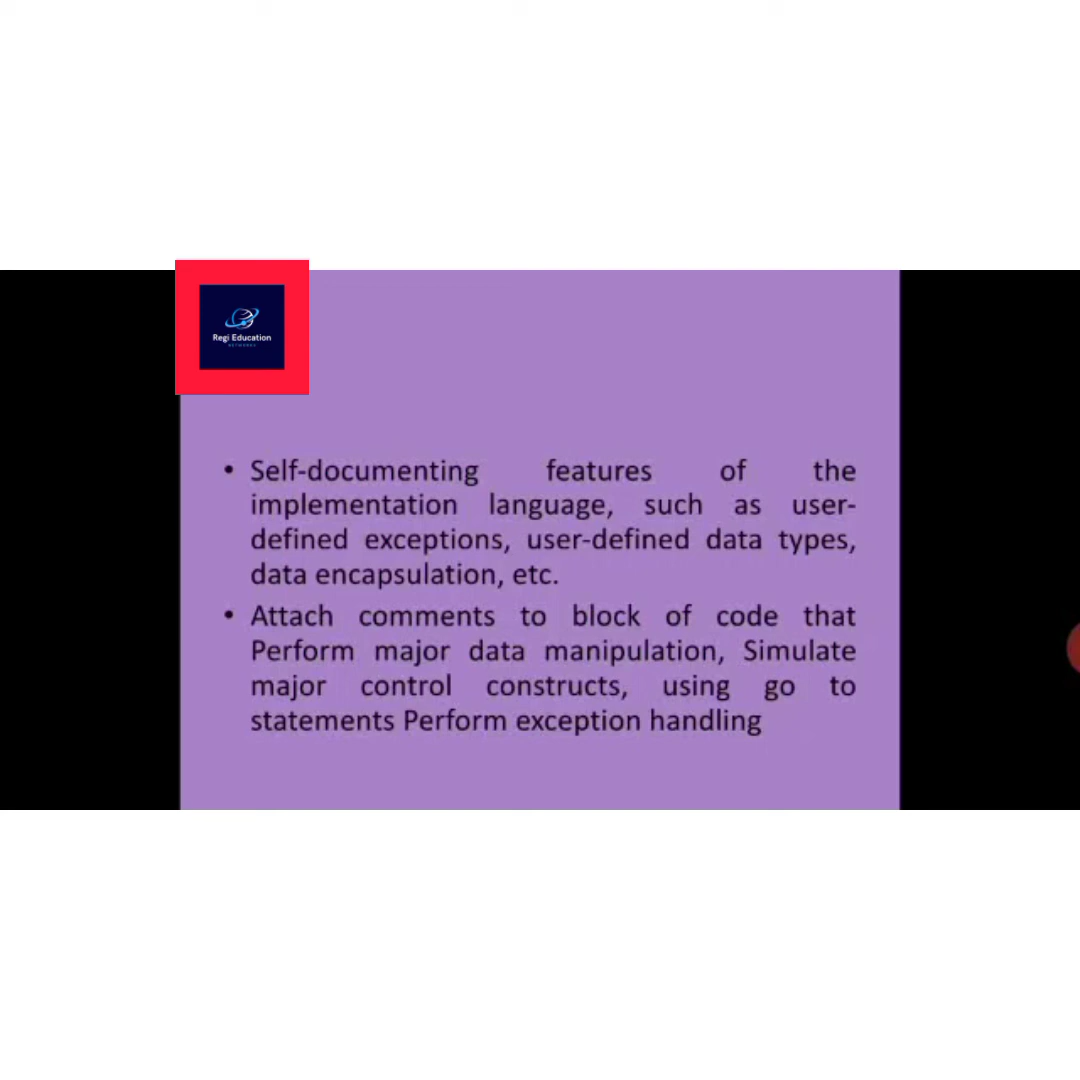 Regi Education
NETWORKS
• Self-documenting features of the
implementation language, such as user-
defined exceptions, user-defined data types,
data encapsulation, etc.
• Attach comments to block of code that
Perform major data manipulation, Simulate
major control constructs, using go to
statements Perform exception handling